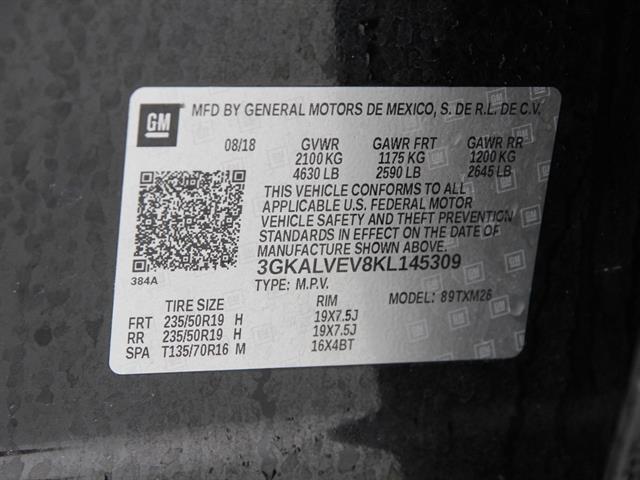 GM MFD BY GENERAL MOTORS DE MEXICO, S. DE R.L. DE C.V.
08/18 GVWR GAWR FRT GAWR RR
2100 KG 1175 KG 1200 KG
4630 LB 2590 LB 2645 LB
THIS VEHICLE CONFORMS TO ALL
APPLICABLE U.S. FEDERAL MOTOR
VEHICLE SAFETY AND THEFT PREVENTION
STANDARDS IN EFFECT ON THE DATE OF
MANUFACTURE SHOWN ABOVE.
384A
3GKALVEV8KL145309
TYPE: M.P.V. MODEL: 89TXM26
TIRE SIZE RIM
FRT 235/50R19 H 19X7.5J
RR 235/50R19 H 19X7.5J
SPA T135/70R16 M 16X4BT